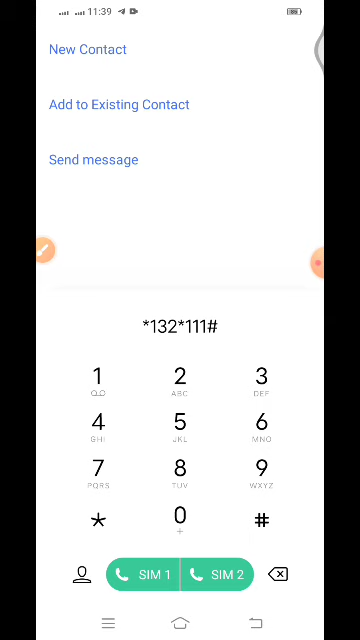 11:39
New Contact
Add to Existing Contact
Send message
*132*111#
1 2 3
ABC DEF
4 5 6
GHI JKL MNO
7 8 9
PQRS TUV WXYZ
* 0 #
+
SIM 1 SIM 2